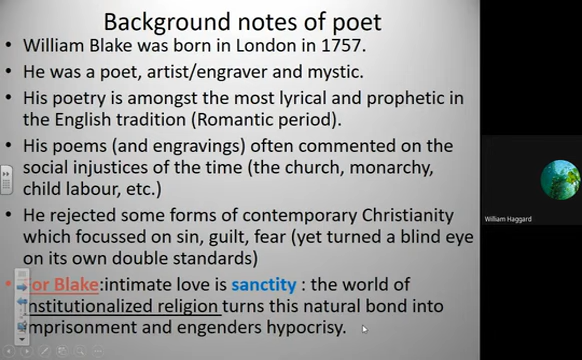 Background notes of poet
• William Blake was born in London in 1757.
• He was a poet, artist/engraver and mystic.
• His poetry is amongst the most lyrical and prophetic in
the English tradition (Romantic period).
• His poems (and engravings) often commented on the
social injustices of the time (the church, monarchy,
child labour, etc.)
• He rejected some forms of contemporary Christianity
which focussed on sin, guilt, fear (yet turned a blind eye
on its own double standards)
• For Blake:intimate love is sanctity : the world of
institutionalized religion turns this natural bond into
imprisonment and engenders hypocrisy.
William Haggard